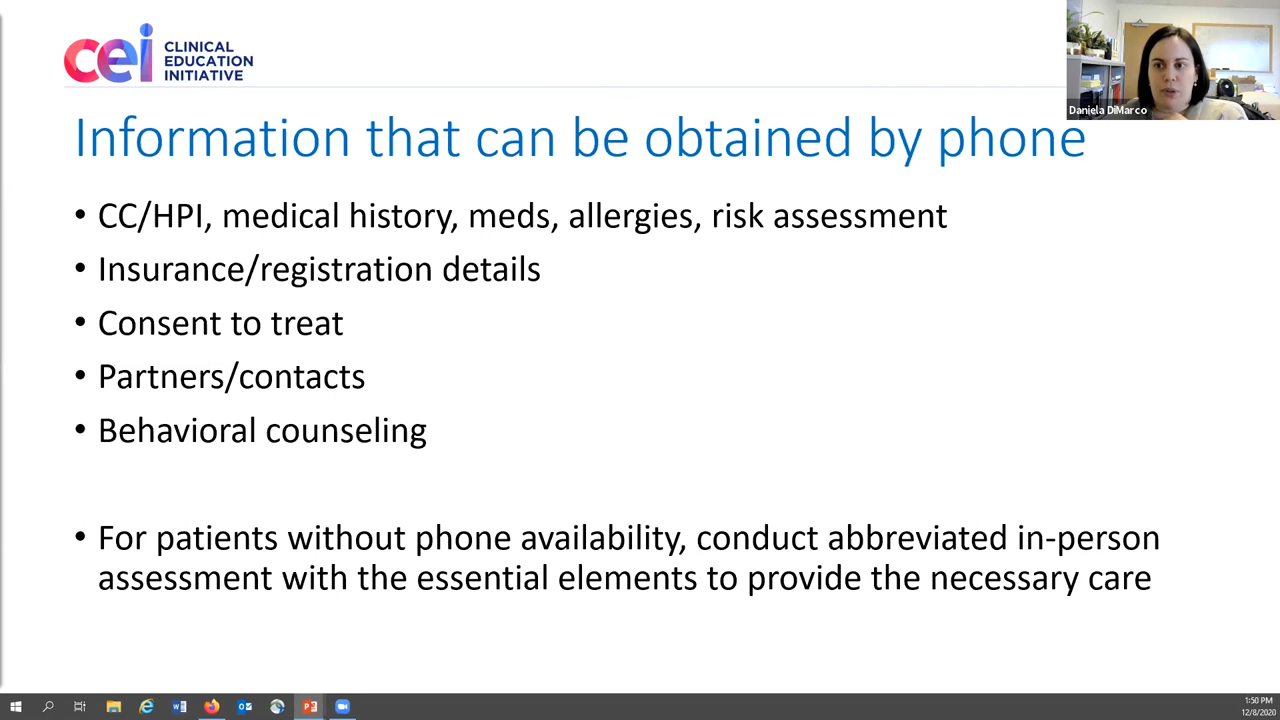 cei CLINICAL
EDUCATION
INITIATIVE
Daniela DiMarco
Information that can be obtained by phone
• CC/HPI, medical history, meds, allergies, risk assessment
• Insurance/registration details
• Consent to treat
• Partners/contacts
• Behavioral counseling
• For patients without phone availability, conduct abbreviated in-person
assessment with the essential elements to provide the necessary care
1:50 PM
12/8/2020